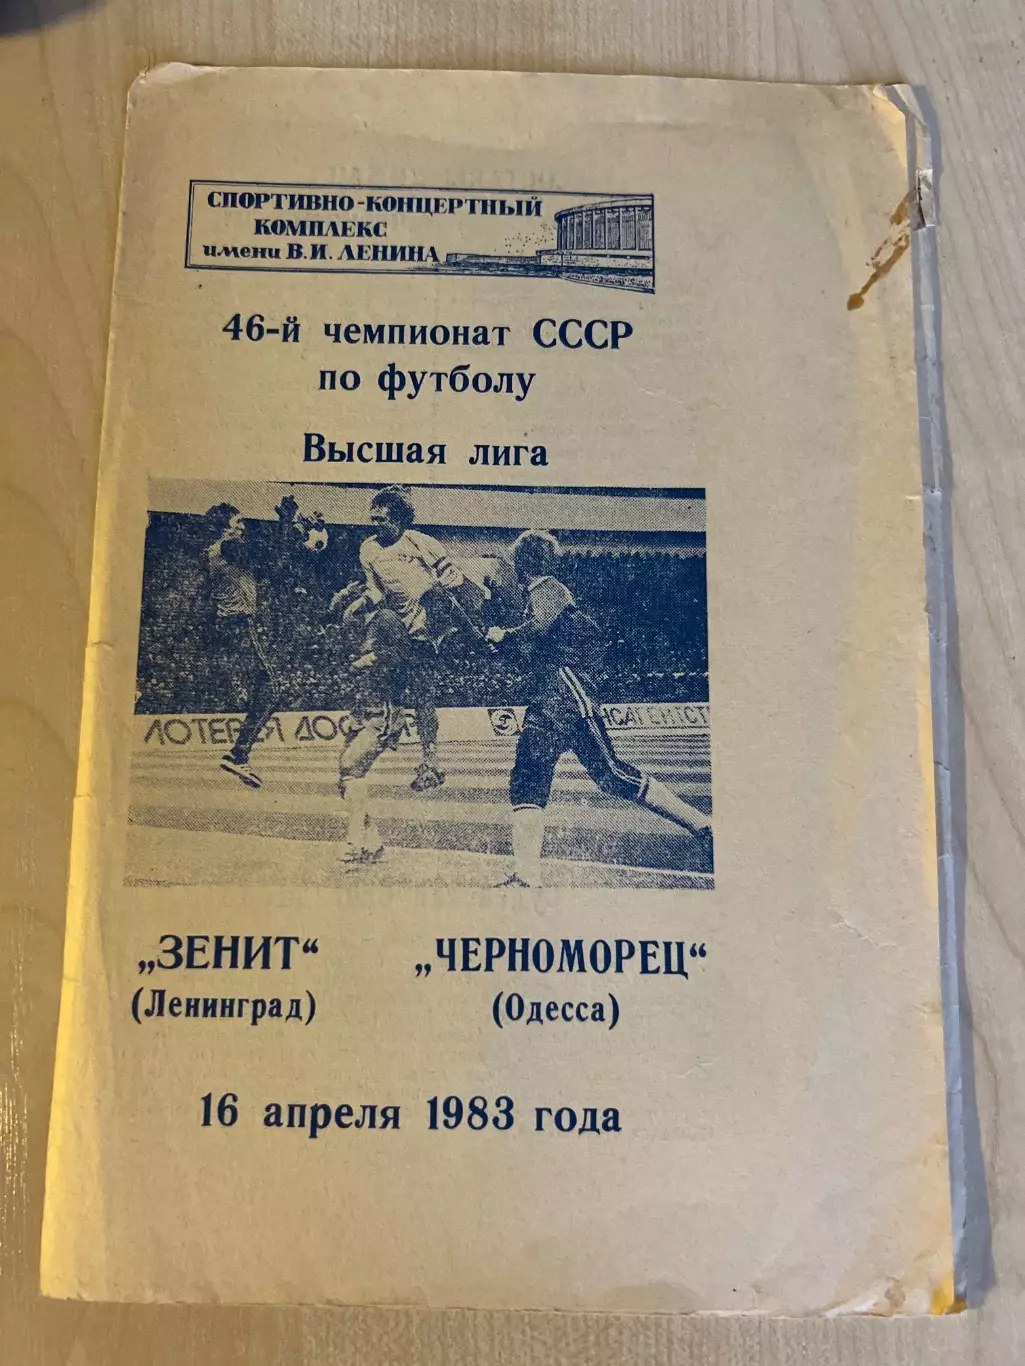 СПОРТИВНО-КОНЦЕРТНЫЙ
КОМПЛЕКС
имени В.И. ЛЕНИНА
46-й чемпионат СССР
по футболу
Высшая лига
ЛОТЕРЕЯ
„ЗЕНИТ“ „ЧЕРНОМОРЕЦ“
(Ленинград) (Одесса)
16 апреля 1983 года